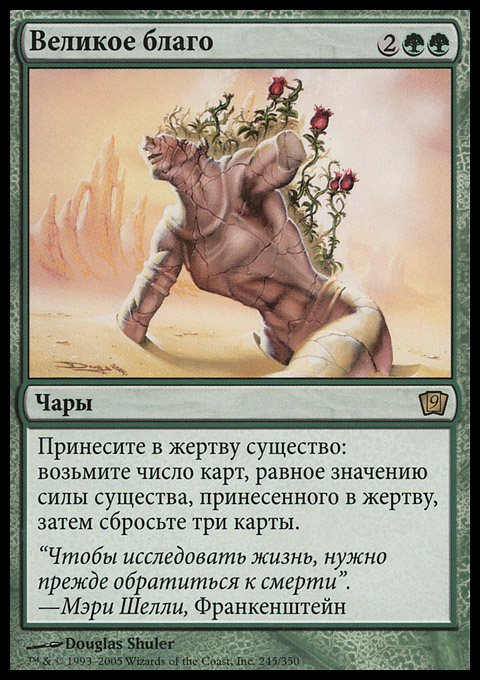 Великое благо 2
Чары 9
Принесите в жертву существо:
возьмите число карт, равное значению
силы существа, принесенного в жертву,
затем сбросьте три карты.
“Чтобы исследовать жизнь, нужно
прежде обратиться к смерти”.
—Мэри Шелли, Франкенштейн
Douglas Shuler
™ & © 1993–2005 Wizards of the Coast, Inc. 245/350